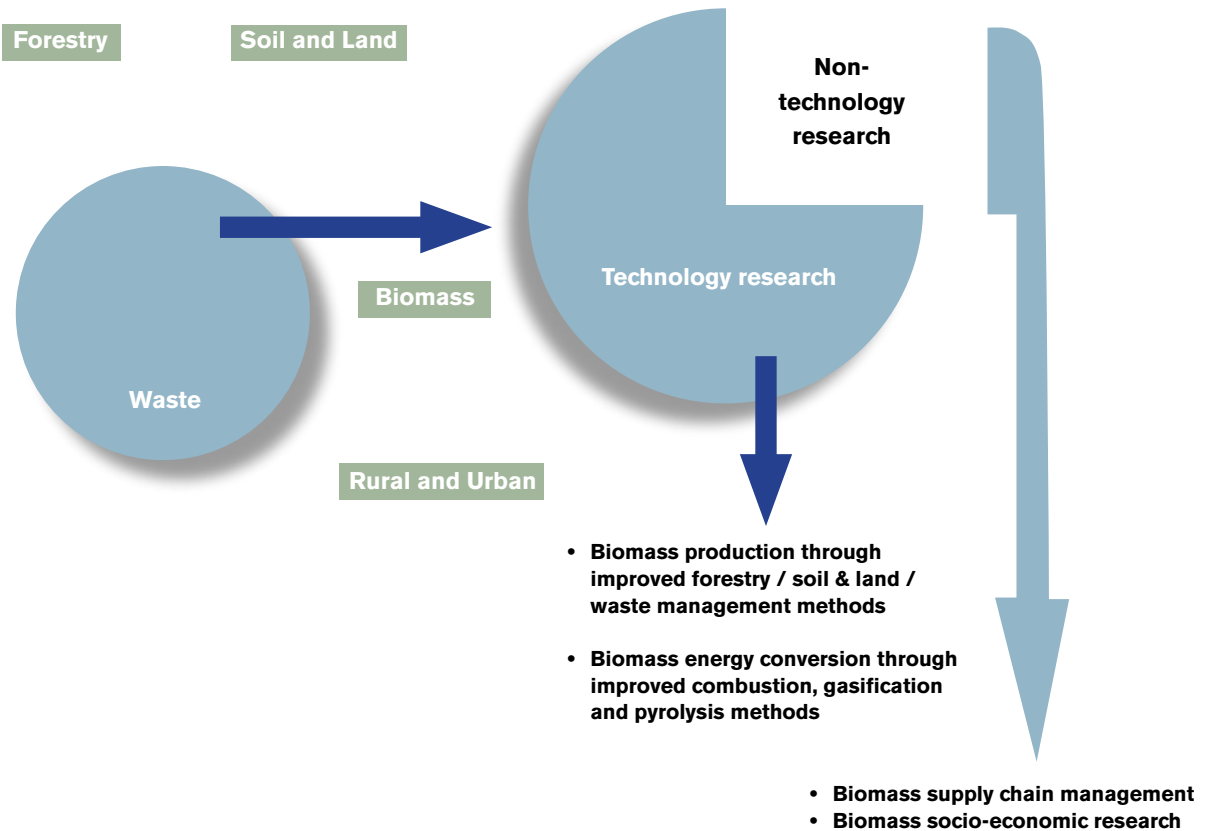 Forestry
Soil and Land
Non-
technology
research
Technology research
Biomass
Waste
Rural and Urban
• Biomass production through
improved forestry / soil & land /
waste management methods
• Biomass energy conversion through
improved combustion, gasification
and pyrolysis methods
• Biomass supply chain management
• Biomass socio-economic research